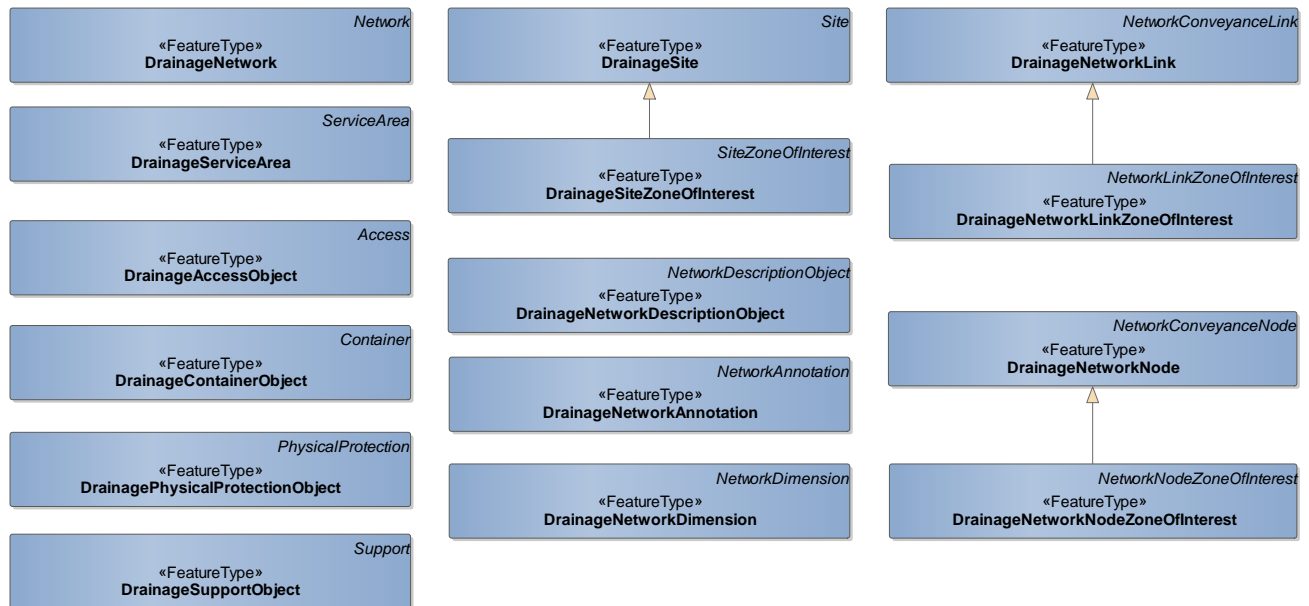 Network
«FeatureType»
DrainageNetwork
ServiceArea
«FeatureType»
DrainageServiceArea
Access
«FeatureType»
DrainageAccessObject
Container
«FeatureType»
DrainageContainerObject
PhysicalProtection
«FeatureType»
DrainagePhysicalProtectionObject
Support
«FeatureType»
DrainageSupportObject
Site
«FeatureType»
DrainageSite
SiteZoneOfInterest
«FeatureType»
DrainageSiteZoneOfInterest
NetworkDescriptionObject
«FeatureType»
DrainageNetworkDescriptionObject
NetworkAnnotation
«FeatureType»
DrainageNetworkAnnotation
NetworkDimension
«FeatureType»
DrainageNetworkDimension
NetworkConveyanceLink
«FeatureType»
DrainageNetworkLink
NetworkLinkZoneOfInterest
«FeatureType»
DrainageNetworkLinkZoneOfInterest
NetworkConveyanceNode
«FeatureType»
DrainageNetworkNode
NetworkNodeZoneOfInterest
«FeatureType»
DrainageNetworkNodeZoneOfInterest